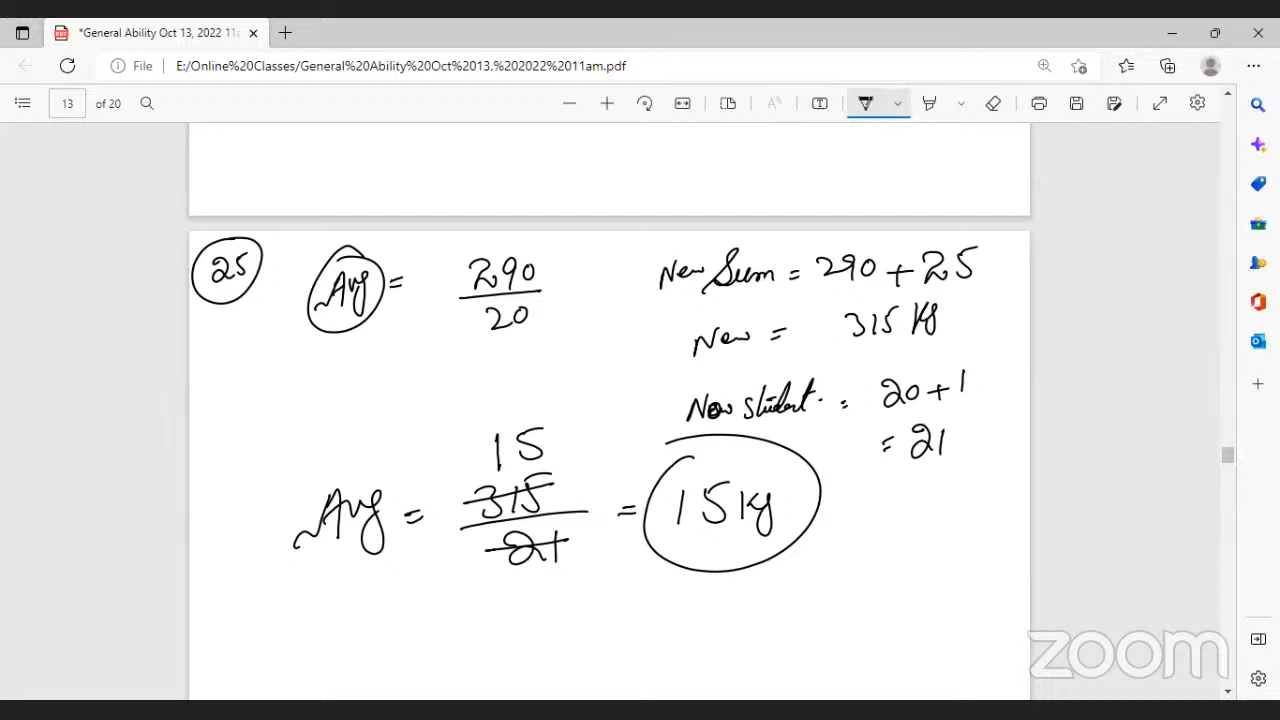 *General Ability Oct 13, 2022 11a
File E:/Online%20Classes/General%20Ability%20Oct%2013,%202022%2011am.pdf
13 of 20
25
Avg = 290
20
New Sum = 290 + 25
New = 315 Kg
New student. = 20 + 1
= 21
15
Avg = 315 = 15 Kg
21
zoom